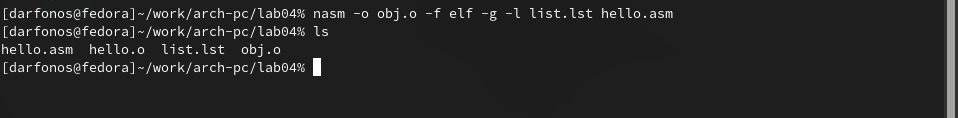 [darfonos@fedora]~/work/arch-pc/lab04% nasm -o obj.o -f elf -g -l list.lst hello.asm
[darfonos@fedora]~/work/arch-pc/lab04% ls
hello.asm  hello.o  list.lst  obj.o
[darfonos@fedora]~/work/arch-pc/lab04%